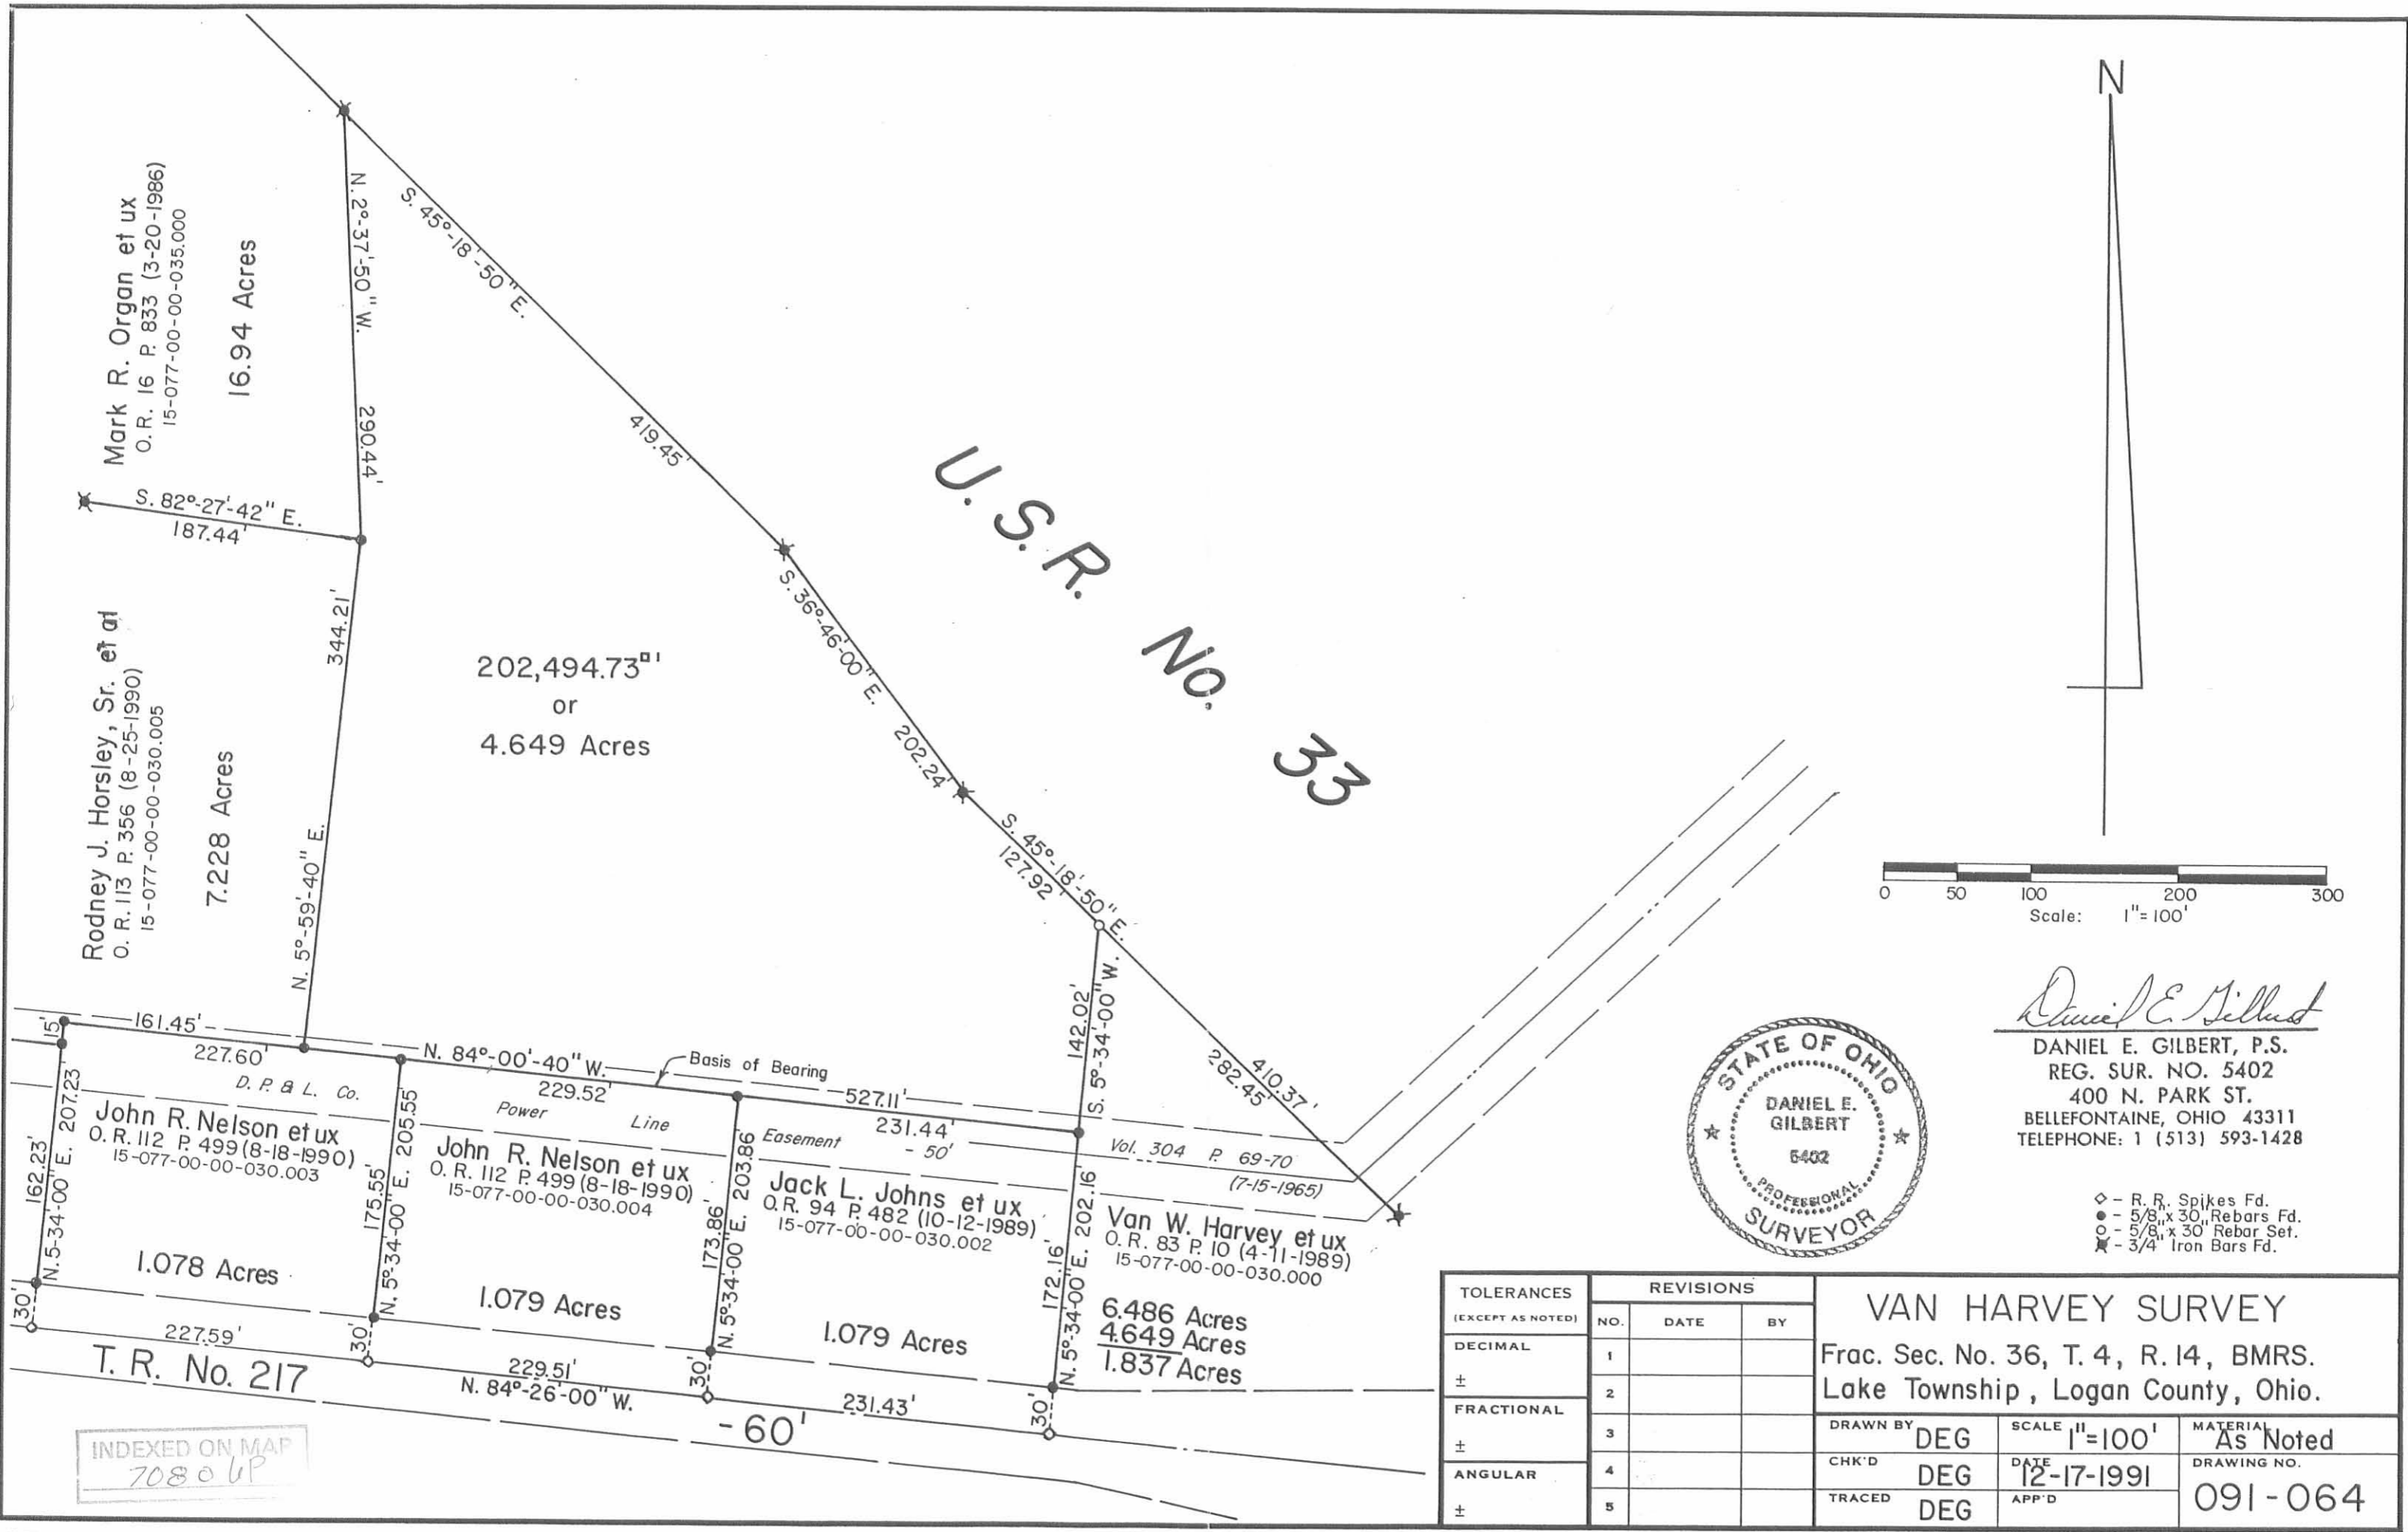 N
Mark R. Organ et ux
O.R. 16 P. 833 (3-20-1986)
15-077-00-00-035.000
16.94 Acres
N. 2°-37'-50" W.
290.44'
S. 45°-18'-50" E.
419.45'
S. 82°-27'-42" E.
187.44'
U.S.R. No. 33
Rodney J. Horsley, Sr. et al
O.R. 113 P. 356 (8-25-1990)
15-077-00-00-030.005
7.228 Acres
344.21'
N. 5°-59'-40" E.
202,494.73□'
or
4.649 Acres
S. 36°-46'-00" E.
202.24'
S. 45°-18'-50" E.
127.92'
0 50 100 200 300
Scale: 1"=100'
142.02'
S. 5°-34'-00" W.
410.37'
282.45'
15'
161.45'
227.60'
N. 84°-00'-40" W.
Basis of Bearing
229.52'
527.11'
231.44'
D. P. & L. Co.
Power Line
Easement - 50'
Vol. 304 P. 69-70
(7-15-1965)
162.23'
N. 5-34'-00" E. 207.23
John R. Nelson et ux
O.R. 112 P. 499 (8-18-1990)
15-077-00-00-030.003
1.078 Acres
175.55'
N. 5°-34'-00" E. 205.55
John R. Nelson et ux
O.R. 112 P. 499 (8-18-1990)
15-077-00-00-030.004
1.079 Acres
173.86'
N. 5°-34'-00" E. 203.86
Jack L. Johns et ux
O.R. 94 P. 482 (10-12-1989)
15-077-00-00-030.002
1.079 Acres
172.16'
N. 5°-34'-00" E. 202.16'
Van W. Harvey et ux
O.R. 83 P. 10 (4-11-1989)
15-077-00-00-030.000
6.486 Acres
4.649 Acres
1.837 Acres
30'
30'
30'
30'
227.59'
229.51'
231.43'
N. 84°-26'-00" W.
T. R. No. 217
-60'
INDEXED ON MAP
STATE OF OHIO
DANIEL E.
GILBERT
5402
PROFESSIONAL
SURVEYOR
Daniel E. Gilbert
DANIEL E. GILBERT, P.S.
REG. SUR. NO. 5402
400 N. PARK ST.
BELLEFONTAINE, OHIO 43311
TELEPHONE: 1 (513) 593-1428
◇ - R. R. Spikes Fd.
● - 5/8" x 30" Rebars Fd.
○ - 5/8" x 30" Rebar Set.
- 3/4" Iron Bars Fd.
TOLERANCES
(EXCEPT AS NOTED)
DECIMAL
±
FRACTIONAL
±
ANGULAR
±
REVISIONS
NO. DATE BY
1
2
3
4
5
VAN HARVEY SURVEY
Frac. Sec. No. 36, T. 4, R. 14, BMRS.
Lake Township, Logan County, Ohio.
DRAWN BY DEG
SCALE 1"=100'
MATERIAL As Noted
CHK'D DEG
DATE 12-17-1991
DRAWING NO.
091-064
TRACED DEG
APP'D